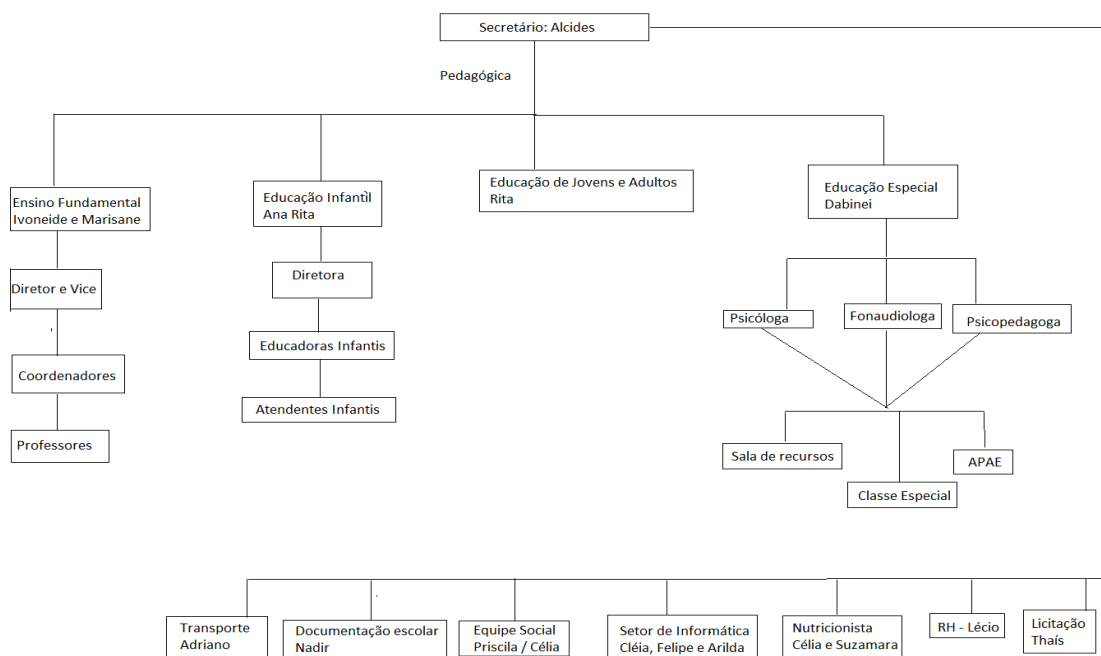 Secretário: Alcides
Pedagógica
Ensino Fundamental
Ivoneide e Marisane
Educação Infantil
Ana Rita
Educação de Jovens e Adultos
Rita
Educação Especial
Dabinei
Diretor e Vice
Diretora
Psicóloga
Fonaudiologa
Psicopedagoga
Coordenadores
Educadoras Infantis
Professores
Atendentes Infantis
Sala de recursos
APAE
Classe Especial
Transporte
Adriano
Documentação escolar
Nadir
Equipe Social
Priscila / Célia
Setor de Informática
Cléia, Felipe e Arilda
Nutricionista
Célia e Suzamara
RH - Lécio
Licitação
Thaís